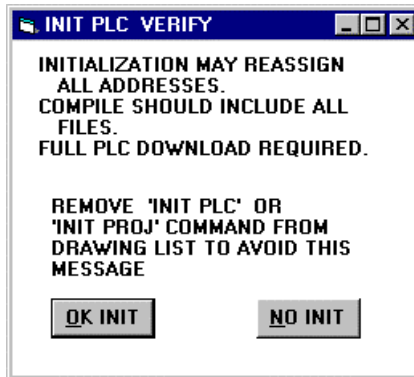 INIT PLC VERIFY
INITIALIZATION MAY REASSIGN
ALL ADDRESSES.
COMPILE SHOULD INCLUDE ALL
FILES.
FULL PLC DOWNLOAD REQUIRED.
REMOVE 'INIT PLC' OR
'INIT PROJ' COMMAND FROM
DRAWING LIST TO AVOID THIS
MESSAGE
OK INIT NO INIT